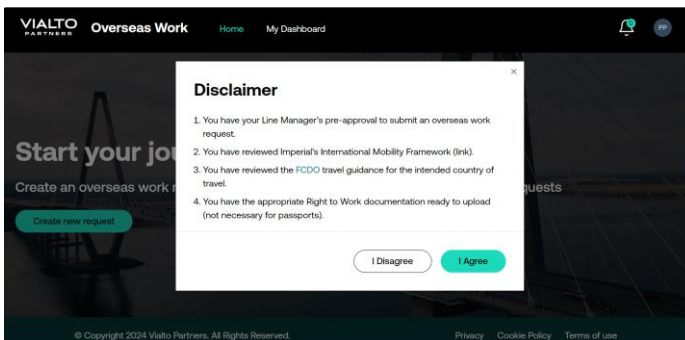 VIALTO
PARTNERS
Overseas Work
Home
My Dashboard
PP
×
Disclaimer
1. You have your Line Manager's pre-approval to submit an overseas work
request.
2. You have reviewed Imperial's International Mobility Framework (link).
3. You have reviewed the FCDO travel guidance for the intended country of
travel.
4. You have the appropriate Right to Work documentation ready to upload
(not necessary for passports).
I Disagree
I Agree
Start your jou
Create an overseas work r
quests
Create new request
© Copyright 2024 Vialto Partners. All Rights Reserved.
Privacy
Cookie Policy
Terms of use